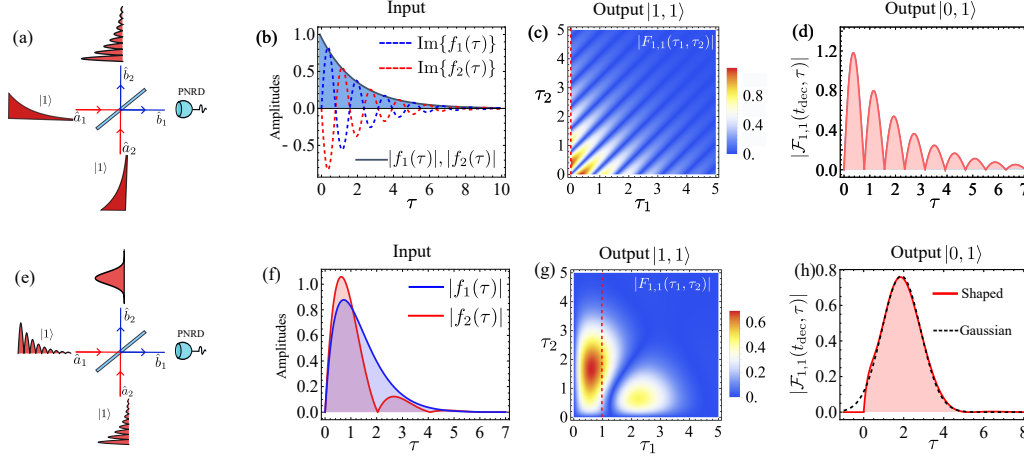 (a)
|1⟩
b̂₂
â₁
b̂₁
PNRD
|1⟩
â₂
(b)
Input
Amplitudes
1.0
0.5
0.0
- 0.5
Im{f₁(τ)}
Im{f₂(τ)}
|f₁(τ)|, |f₂(τ)|
0 2 4 6 8 10
τ
(c)
Output |1, 1⟩
|F₁,₁(τ₁, τ₂)|
τ₂
5
4
3
2
1
0
0 1 2 3 4 5
τ₁
0.8
0.4
0.
(d)
Output |0, 1⟩
|ℱ₁,₁(t_dec, τ)|
1.2
0.8
0.4
0.0
0 1 2 3 4 5 6 7
τ
(e)
|1⟩
b̂₂
â₁
b̂₁
PNRD
|1⟩
â₂
(f)
Input
Amplitudes
1.0
0.8
0.6
0.4
0.2
0.0
|f₁(τ)|
|f₂(τ)|
0 1 2 3 4 5 6 7
τ
(g)
Output |1, 1⟩
|F₁,₁(τ₁, τ₂)|
τ₂
5
4
3
2
1
0
0 1 2 3 4 5
τ₁
0.6
0.4
0.2
0.
(h)
Output |0, 1⟩
|ℱ₁,₁(t_dec, τ)|
0.8
0.6
0.4
0.2
0.0
Shaped
Gaussian
0 2 4 6 8
τ